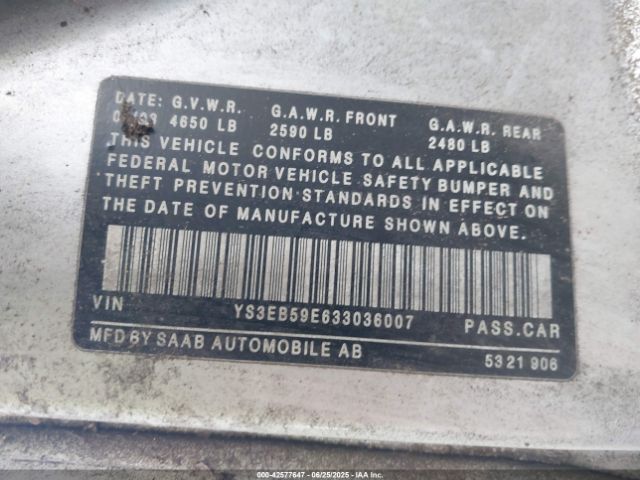 DATE: G.V.W.R. G.A.W.R. FRONT G.A.W.R. REAR
4650 LB 2590 LB 2480 LB
THIS VEHICLE CONFORMS TO ALL APPLICABLE
FEDERAL MOTOR VEHICLE SAFETY BUMPER AND
THEFT PREVENTION STANDARDS IN EFFECT ON
THE DATE OF MANUFACTURE SHOWN ABOVE.
VIN YS3EB59E633036007 PASS.CAR
MFD BY SAAB AUTOMOBILE AB 5321 906
000-42577647 - 06/25/2025 - IAA Inc.